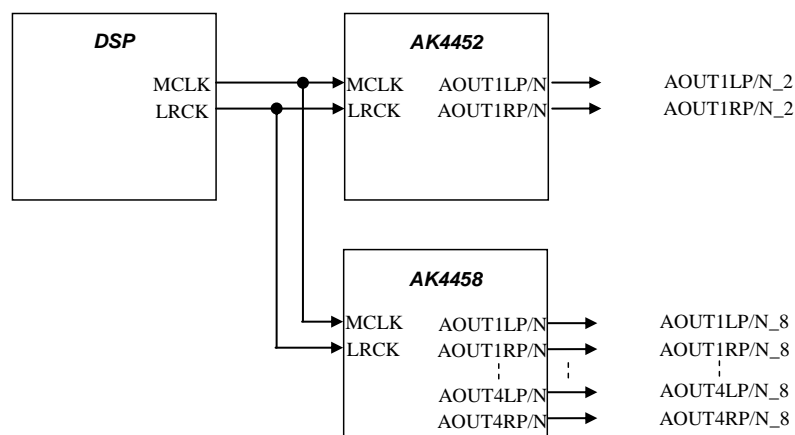 DSP
MCLK
LRCK
AK4452
MCLK AOUT1LP/N
LRCK AOUT1RP/N
AOUT1LP/N_2
AOUT1RP/N_2
AK4458
MCLK AOUT1LP/N
LRCK AOUT1RP/N
AOUT4LP/N
AOUT4RP/N
AOUT1LP/N_8
AOUT1RP/N_8
AOUT4LP/N_8
AOUT4RP/N_8